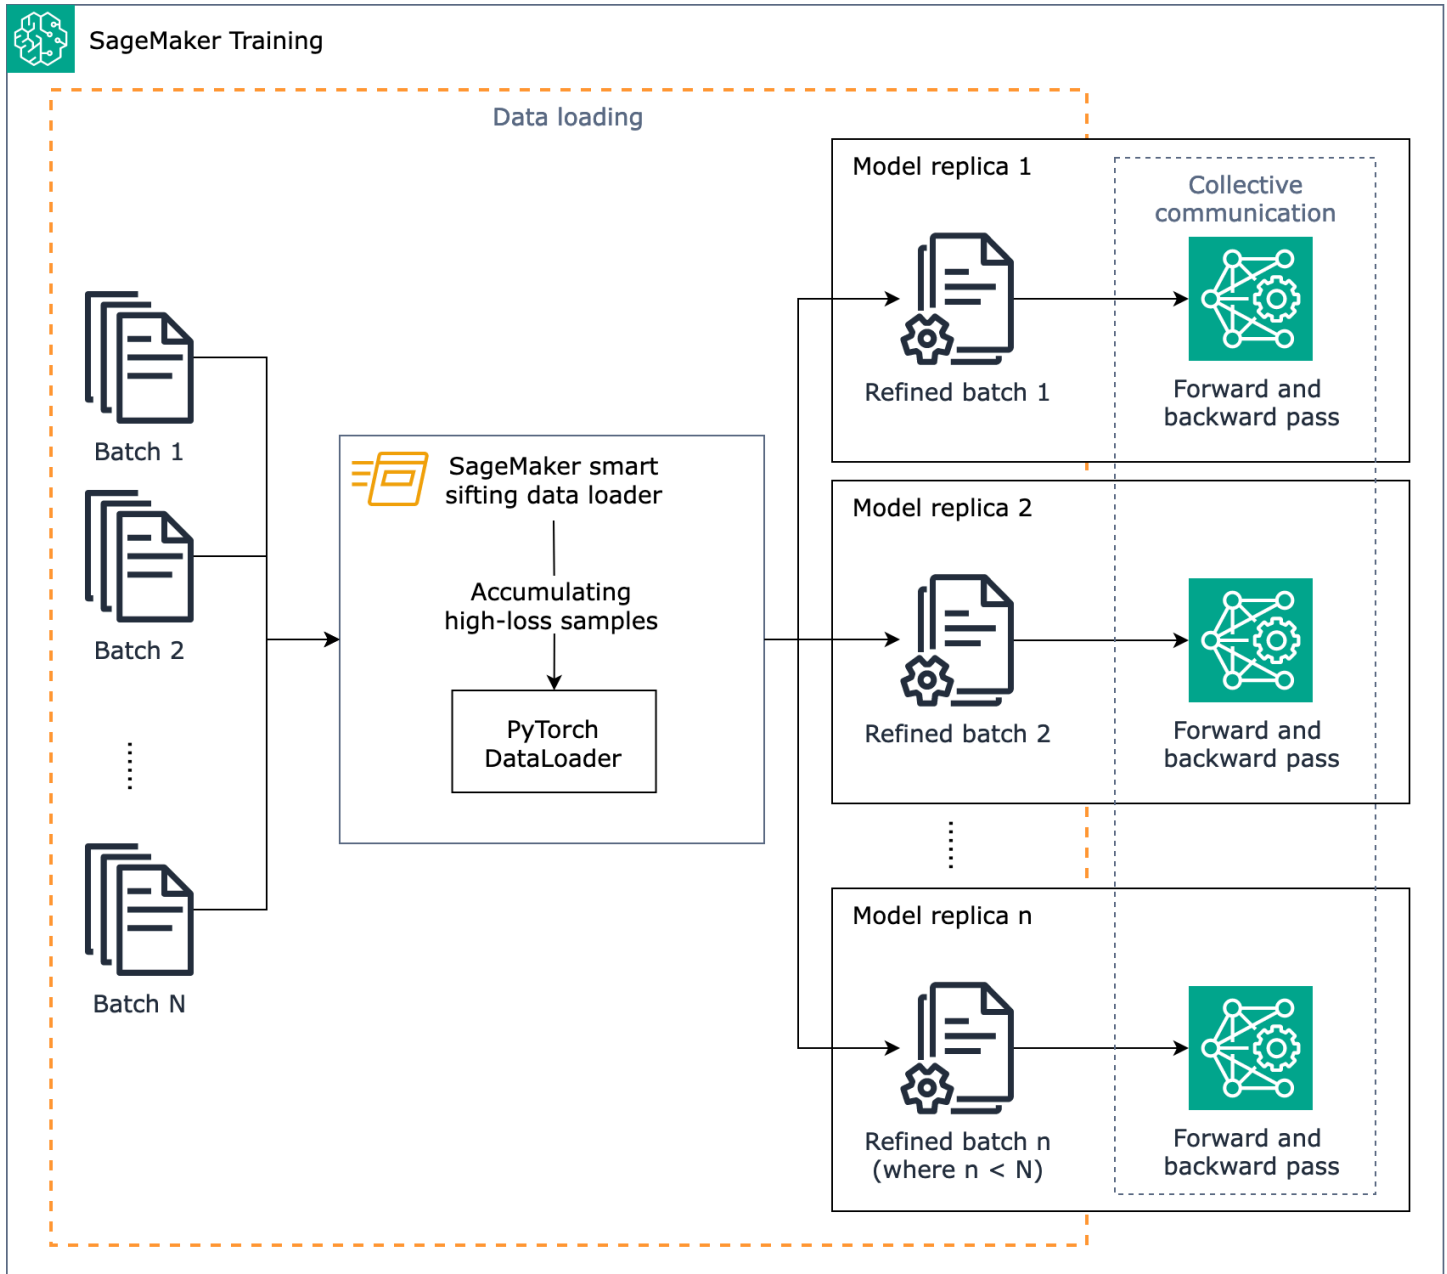 SageMaker Training
Data loading
Batch 1
Batch 2
Batch N
SageMaker smart
sifting data loader
Accumulating
high-loss samples
PyTorch
DataLoader
Model replica 1
Collective
communication
Refined batch 1
Forward and
backward pass
Model replica 2
Refined batch 2
Forward and
backward pass
Model replica n
Refined batch n
(where n < N)
Forward and
backward pass